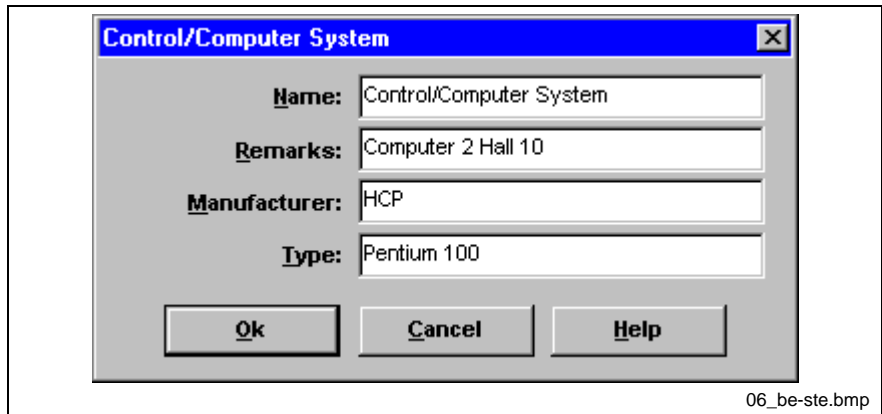 Control/Computer System
Name: Control/Computer System
Remarks: Computer 2 Hall 10
Manufacturer: HCP
Type: Pentium 100
Ok Cancel Help
06_be-ste.bmp